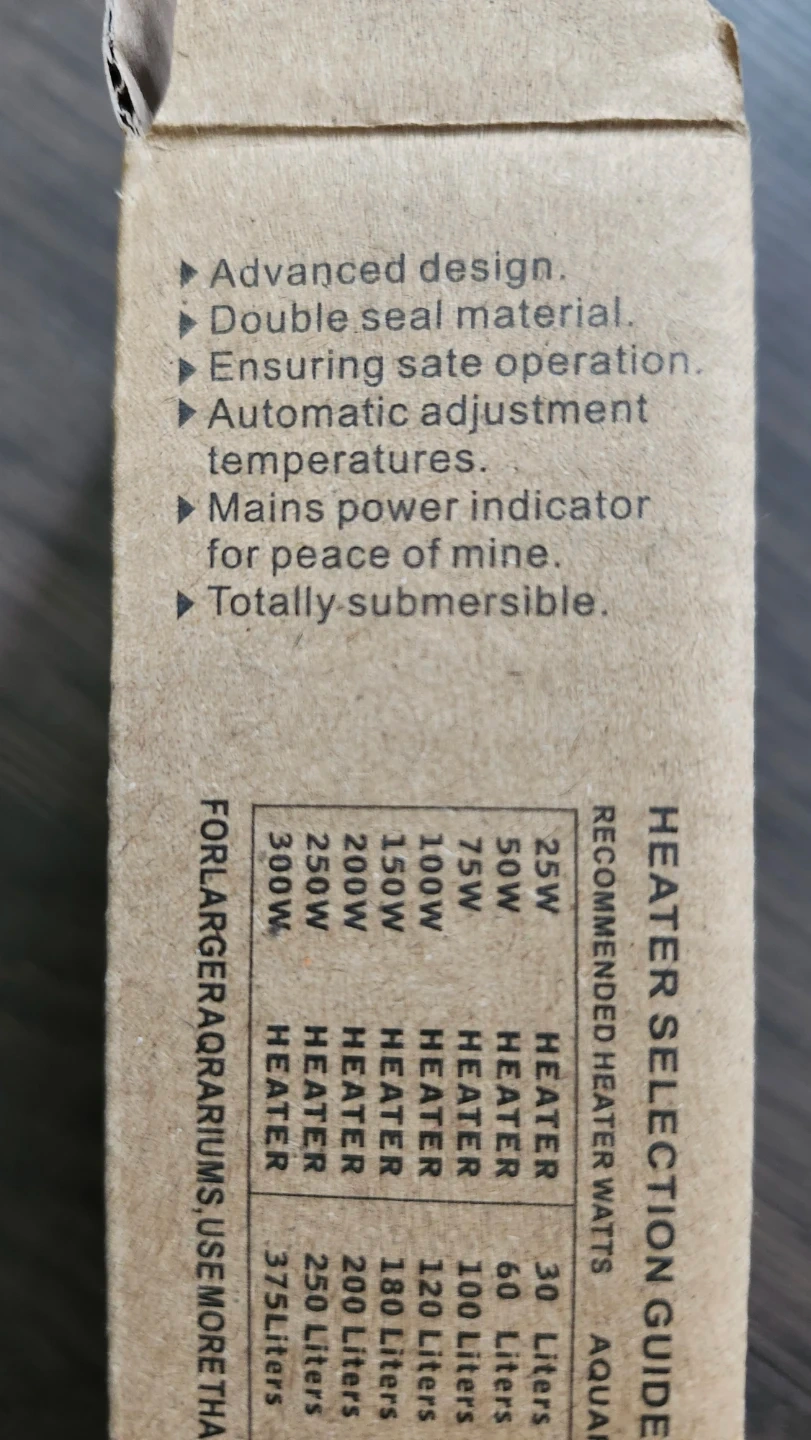 Advanced design.
Double seal material.
Ensuring sate operation.
Automatic adjustment
temperatures.
Mains power indicator
for peace of mine.
Totally submersible.
HEATER SELECTION GUIDE
RECOMMENDED HEATER WATTS
25W HEATER 30 Liters
50W HEATER 60 Liters
75W HEATER 100 Liters
100W HEATER 120 Liters
150W HEATER 180 Liters
200W HEATER 200 Liters
250W HEATER 250 Liters
300W HEATER 375Liters
FORLARGERAQRARIUMS,USE MORE